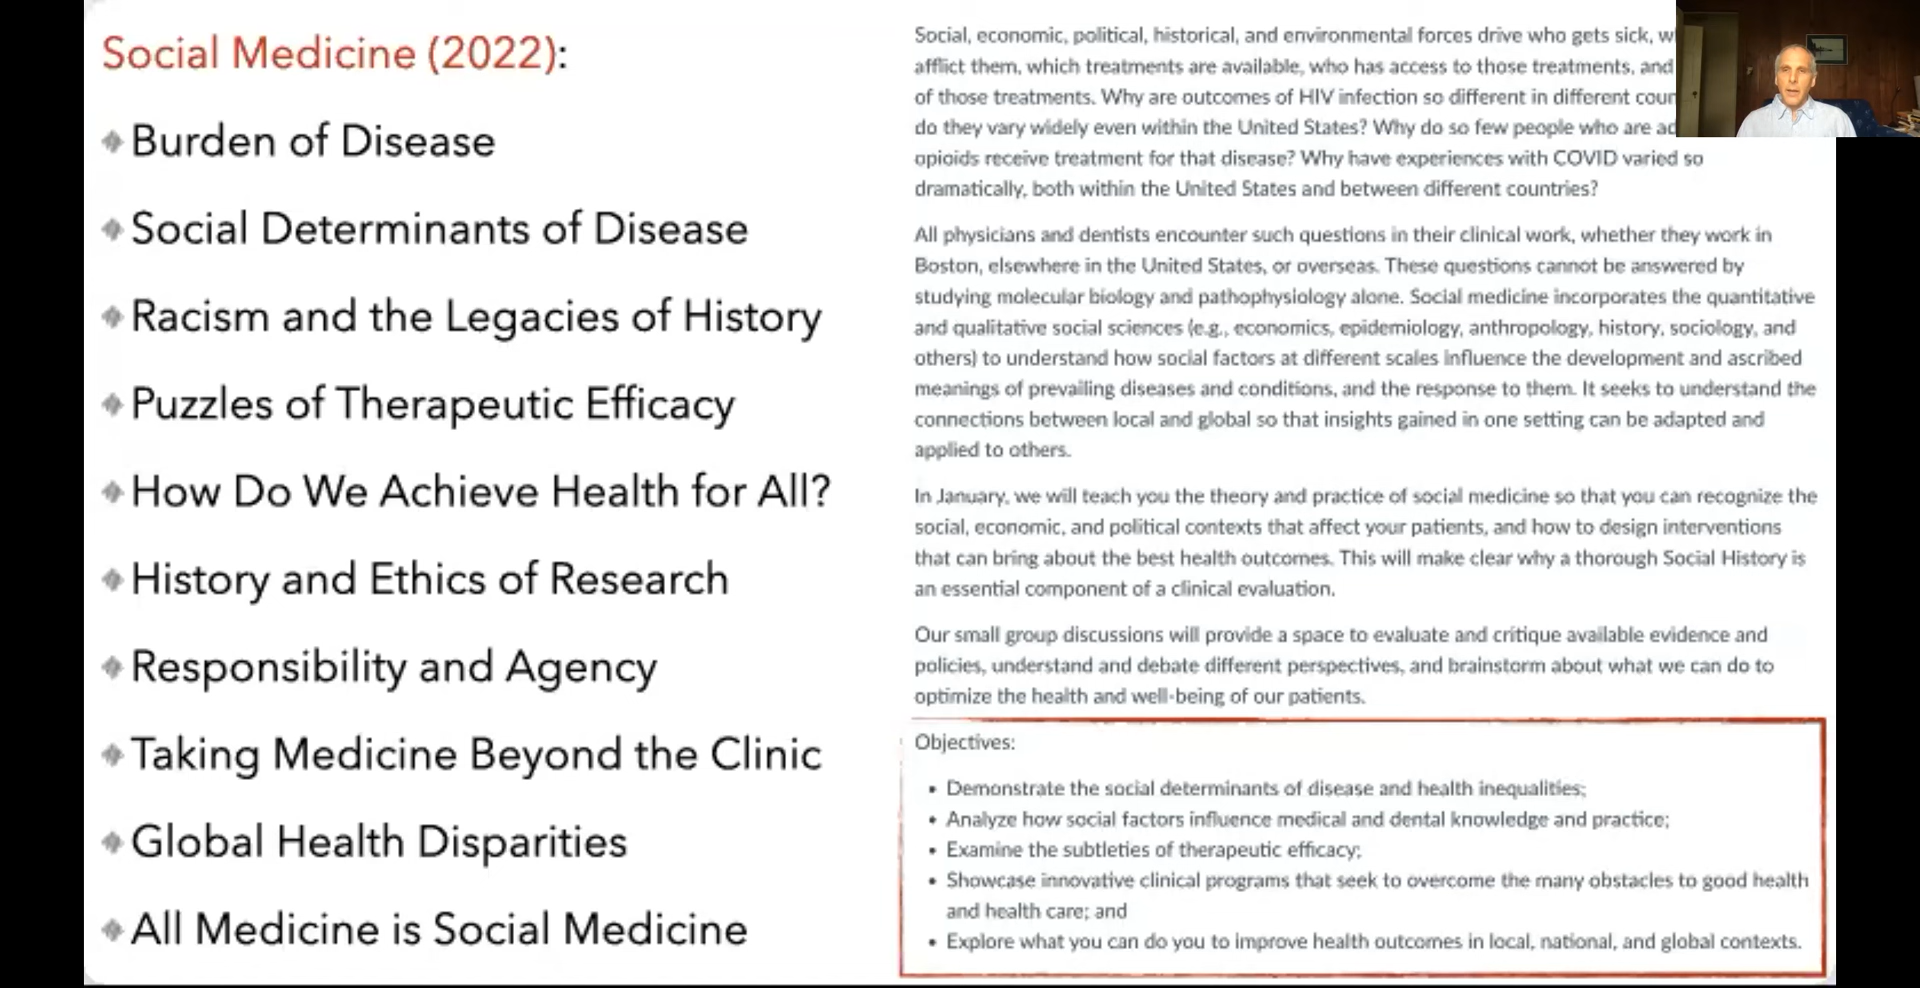 Social Medicine (2022):
Burden of Disease
Social Determinants of Disease
Racism and the Legacies of History
Puzzles of Therapeutic Efficacy
How Do We Achieve Health for All?
History and Ethics of Research
Responsibility and Agency
Taking Medicine Beyond the Clinic
Global Health Disparities
All Medicine is Social Medicine
Social, economic, political, historical, and environmental forces drive who gets sick,
afflict them, which treatments are available, who has access to those treatments, and
of those treatments. Why are outcomes of HIV infection so different in different
do they vary widely even within the United States? Why do so few people who are
opioids receive treatment for that disease? Why have experiences with COVID varied so
dramatically, both within the United States and between different countries?
All physicians and dentists encounter such questions in their clinical work, whether they work in
Boston, elsewhere in the United States, or overseas. These questions cannot be answered by
studying molecular biology and pathophysiology alone. Social medicine incorporates the quantitative
and qualitative social sciences (e.g., economics, epidemiology, anthropology, history, sociology, and
others) to understand how social factors at different scales influence the development and ascribed
meanings of prevailing diseases and conditions, and the response to them. It seeks to understand the
connections between local and global so that insights gained in one setting can be adapted and
applied to others.
In January, we will teach you the theory and practice of social medicine so that you can recognize the
social, economic, and political contexts that affect your patients, and how to design interventions
that can bring about the best health outcomes. This will make clear why a thorough Social History is
an essential component of a clinical evaluation.
Our small group discussions will provide a space to evaluate and critique available evidence and
policies, understand and debate different perspectives, and brainstorm about what we can do to
optimize the health and well-being of our patients.
Objectives:
• Demonstrate the social determinants of disease and health inequalities;
• Analyze how social factors influence medical and dental knowledge and practice;
• Examine the subtleties of therapeutic efficacy;
• Showcase innovative clinical programs that seek to overcome the many obstacles to good health
and health care; and
• Explore what you can do you to improve health outcomes in local, national, and global contexts.